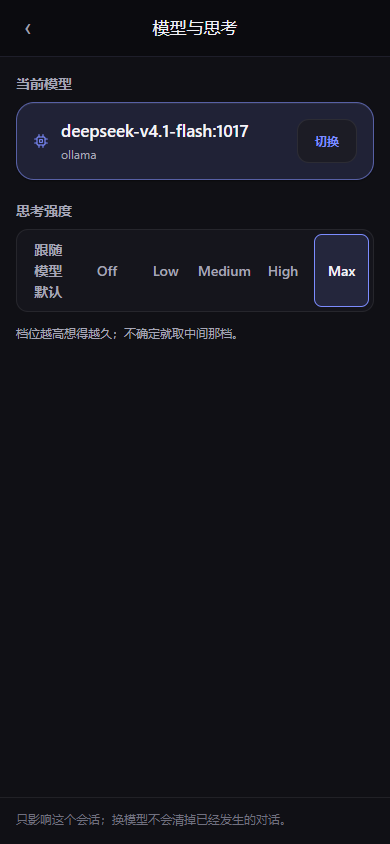 模型与思考
当前模型
deepseek-v4.1-flash:1017
ollama
切换
思考强度
跟随
模型
默认
Off
Low
Medium
High
Max
档位越高想得越久；不确定就取中间那档。
只影响这个会话；换模型不会清掉已经发生的对话。